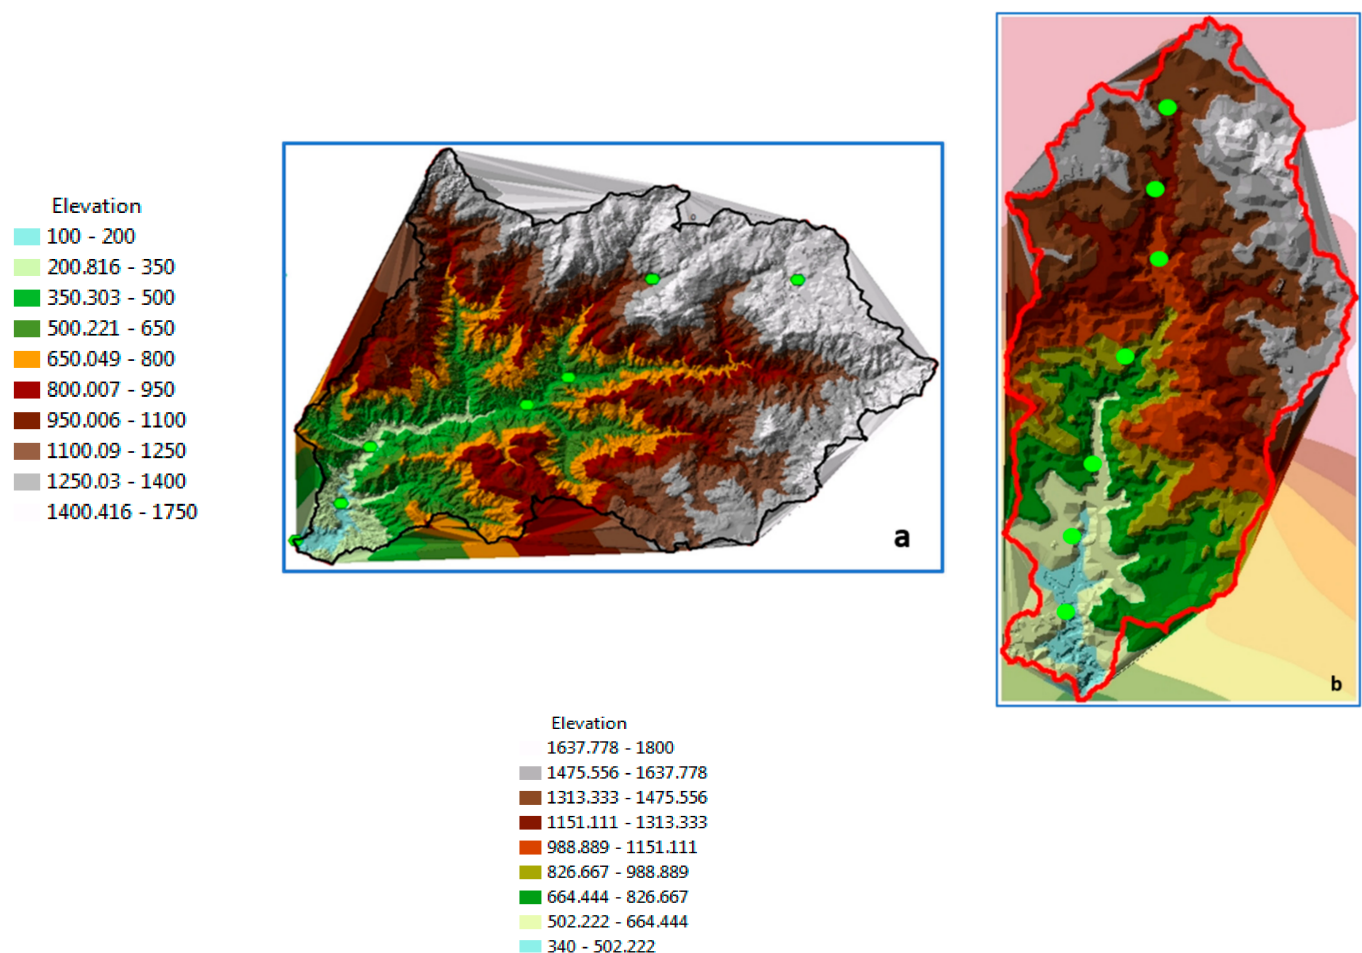 Elevation
100 - 200
200.816 - 350
350.303 - 500
500.221 - 650
650.049 - 800
800.007 - 950
950.006 - 1100
1100.09 - 1250
1250.03 - 1400
1400.416 - 1750
a
b
Elevation
1637.778 - 1800
1475.556 - 1637.778
1313.333 - 1475.556
1151.111 - 1313.333
988.889 - 1151.111
826.667 - 988.889
664.444 - 826.667
502.222 - 664.444
340 - 502.222